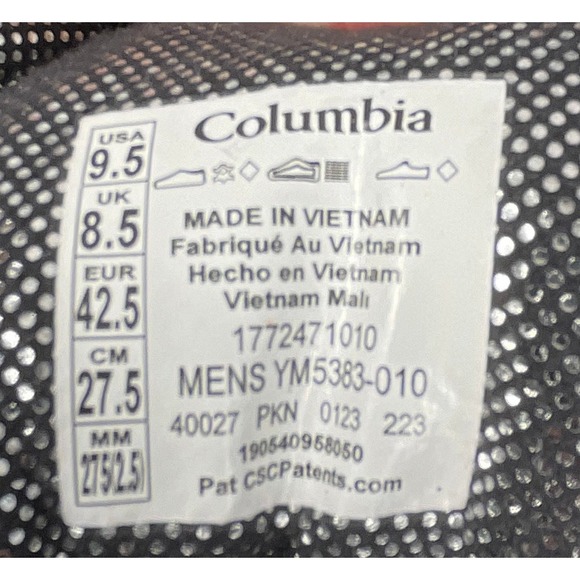 Columbia
USA
9.5
UK
8.5
EUR
42.5
CM
27.5
MM
275(2.5)
MADE IN VIETNAM
Fabriqué Au Vietnam
Hecho en Vietnam
Vietnam Malı
1772471010
MENS YM5383-010
40027 PKN 0123 223
190540958050
Pat CSCPatents.com